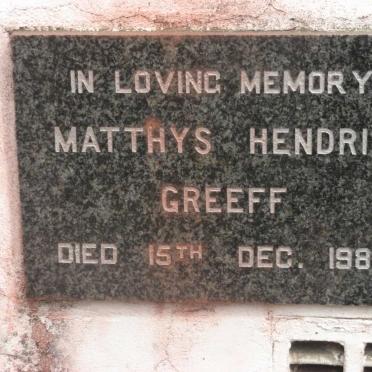 IN LOVING MEMORY
MATTHYS HENDRI
GREEFF
DIED 15TH DEC. 198